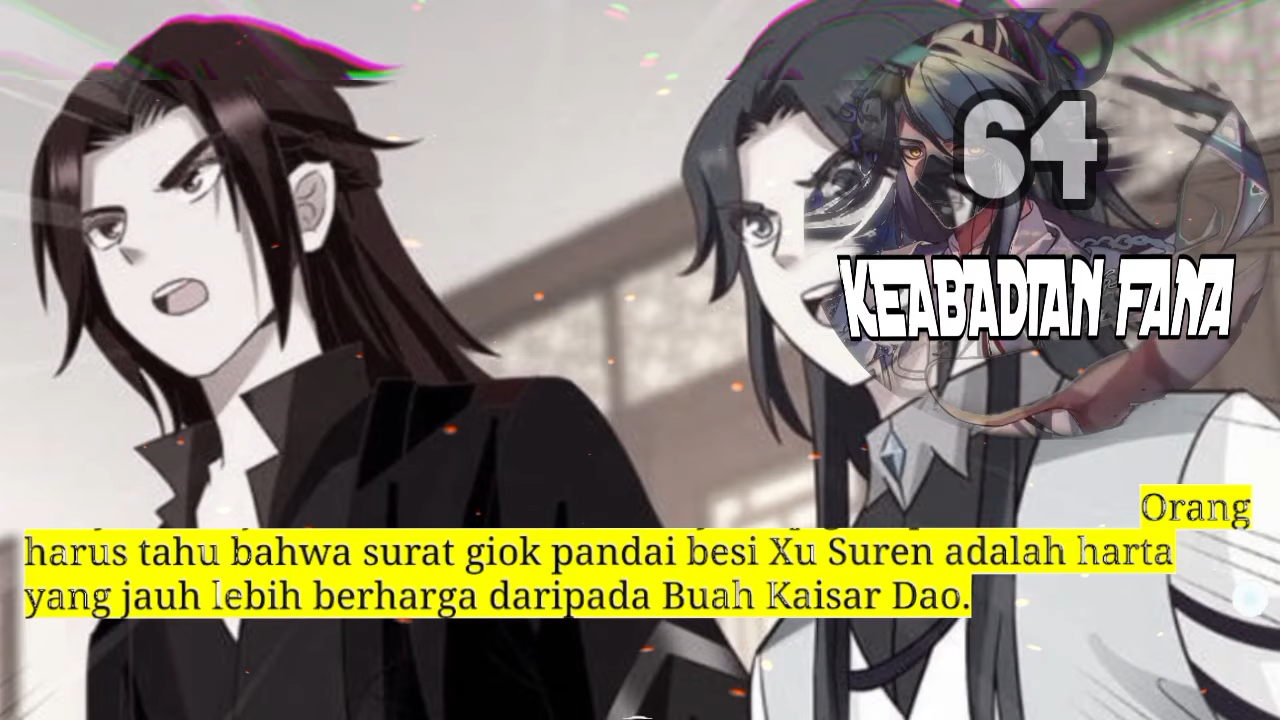 64
KEABADIAN FANA
Orang
harus tahu bahwa surat giok pandai besi Xu Suren adalah harta
yang jauh lebih berharga daripada Buah Kaisar Dao.